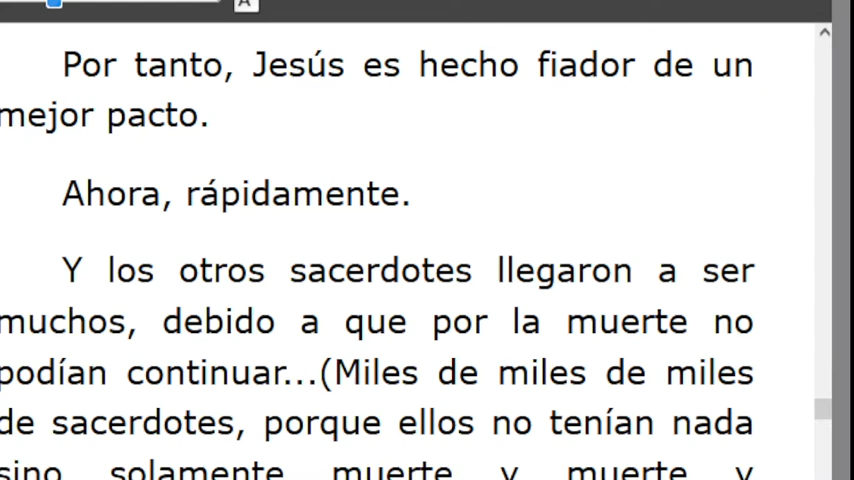 A
Por tanto, Jesús es hecho fiador de un
mejor pacto.
Ahora, rápidamente.
Y los otros sacerdotes llegaron a ser
muchos, debido a que por la muerte no
podían continuar...(Miles de miles de miles
de sacerdotes, porque ellos no tenían nada
sino solamente muerte y muerte y